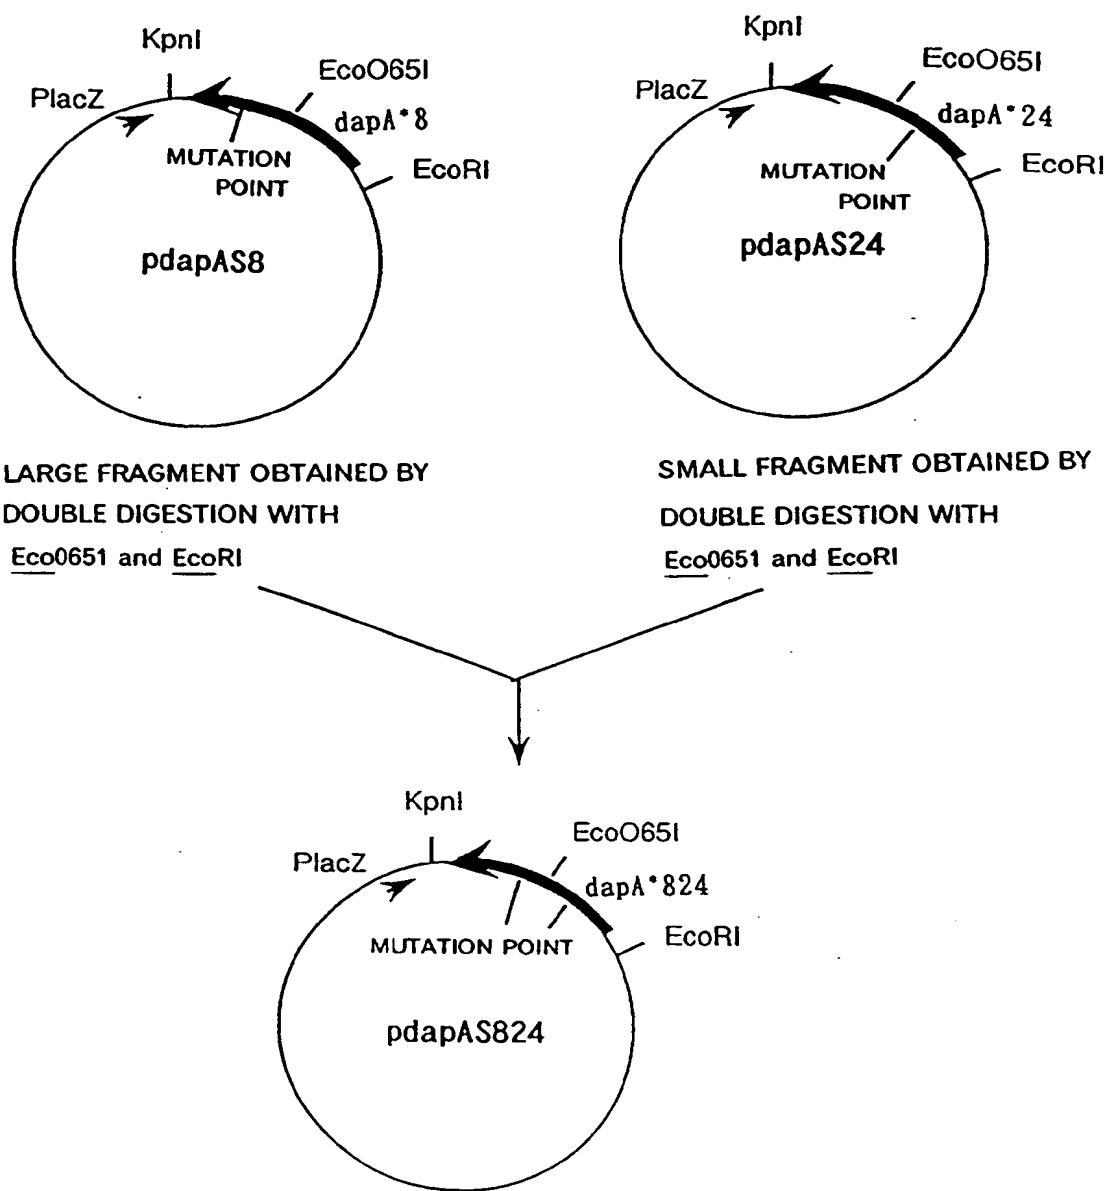 KpnI
EcoO65I
PlacZ
dapA*8
MUTATION
POINT
EcoRI
pdapAS8
KpnI
EcoO65I
PlacZ
dapA*24
MUTATION
POINT
EcoRI
pdapAS24
LARGE FRAGMENT OBTAINED BY
DOUBLE DIGESTION WITH
Eco0651 and EcoRI
SMALL FRAGMENT OBTAINED BY
DOUBLE DIGESTION WITH
Eco0651 and EcoRI
KpnI
EcoO65I
PlacZ
dapA*824
MUTATION POINT
EcoRI
pdapAS824